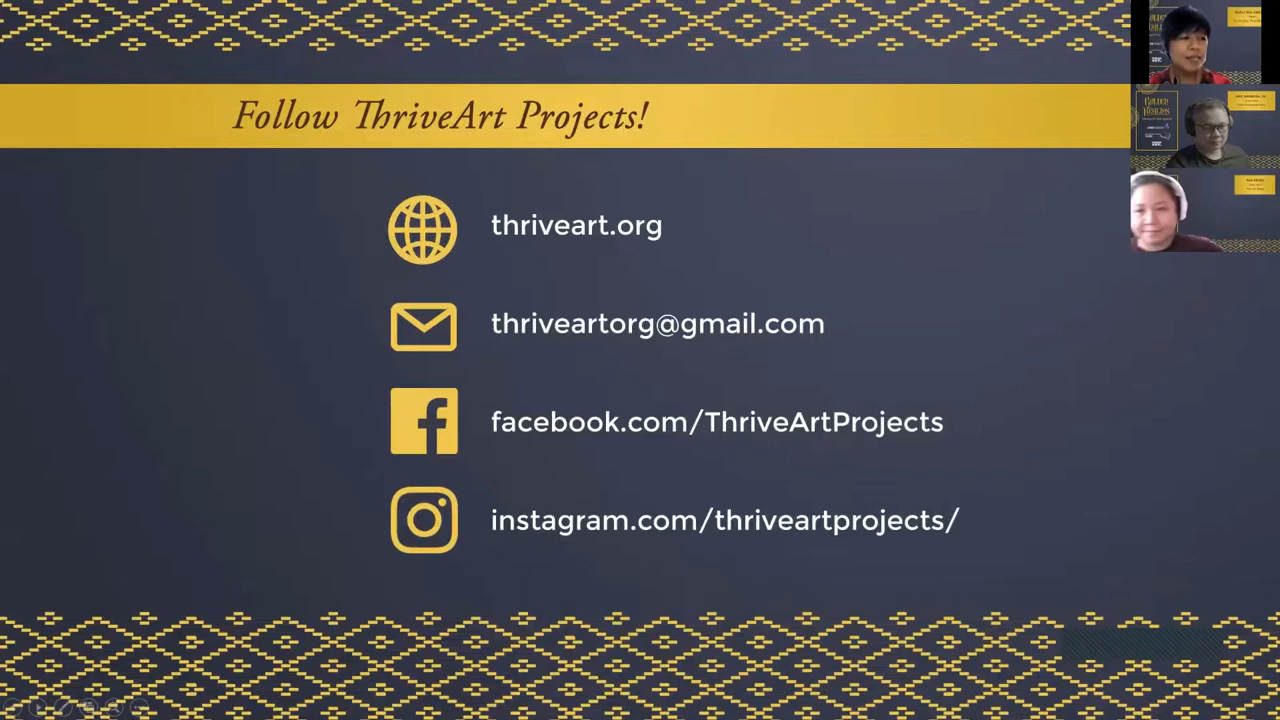 Follow ThriveArt Projects!
thriveart.org
thriveartorg@gmail.com
facebook.com/ThriveArtProjects
instagram.com/thriveartprojects/